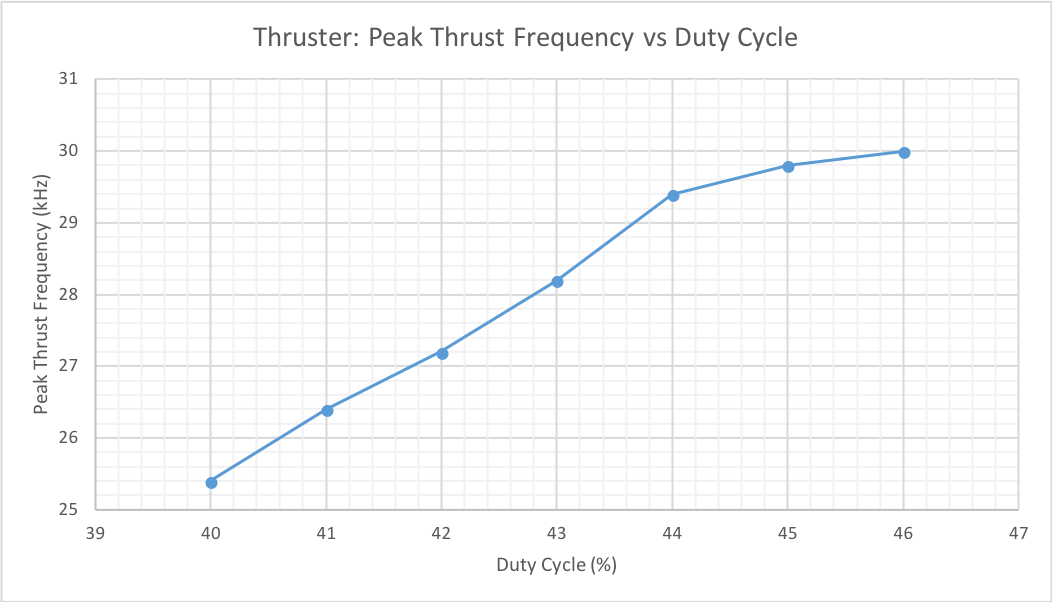 Thruster: Peak Thrust Frequency vs Duty Cycle
Peak Thrust Frequency (kHz)
31
30
29
28
27
26
25
39 40 41 42 43 44 45 46 47
Duty Cycle (%)